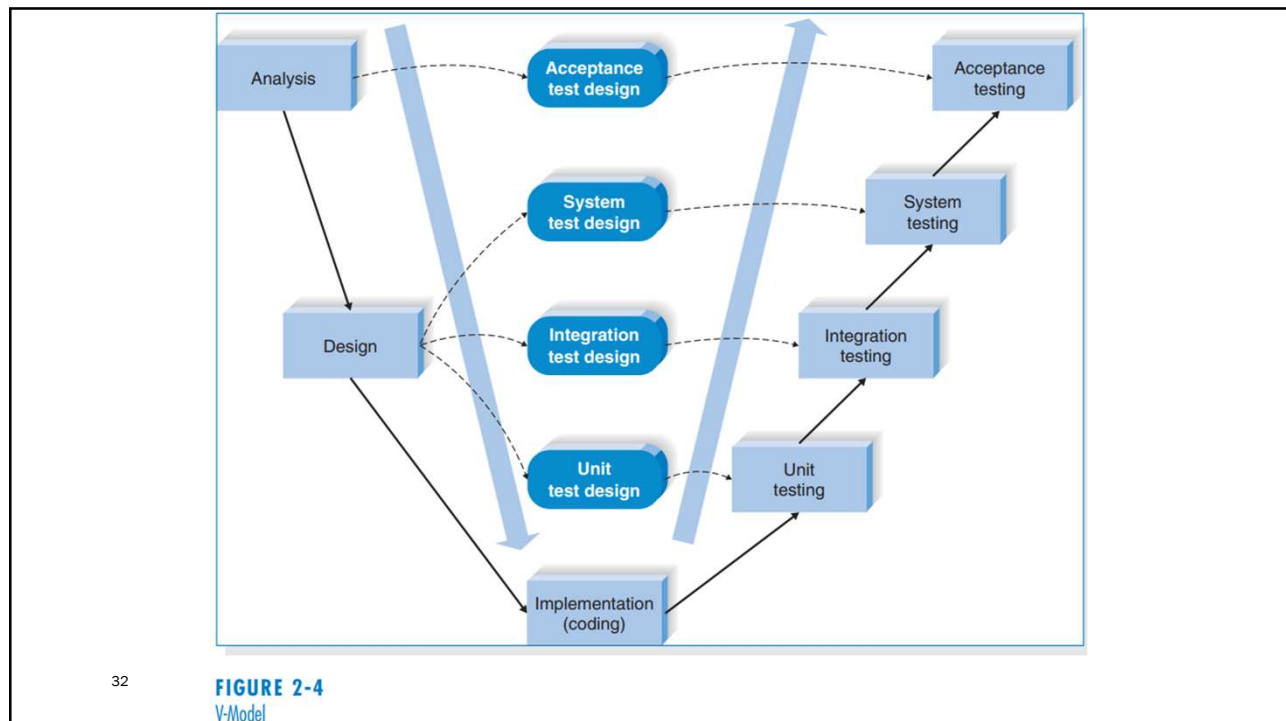 Analysis
Acceptance
test design
Acceptance
testing
System
test design
System
testing
Design
Integration
test design
Integration
testing
Unit
test design
Unit
testing
Implementation
(coding)
32
FIGURE 2-4
V-Model